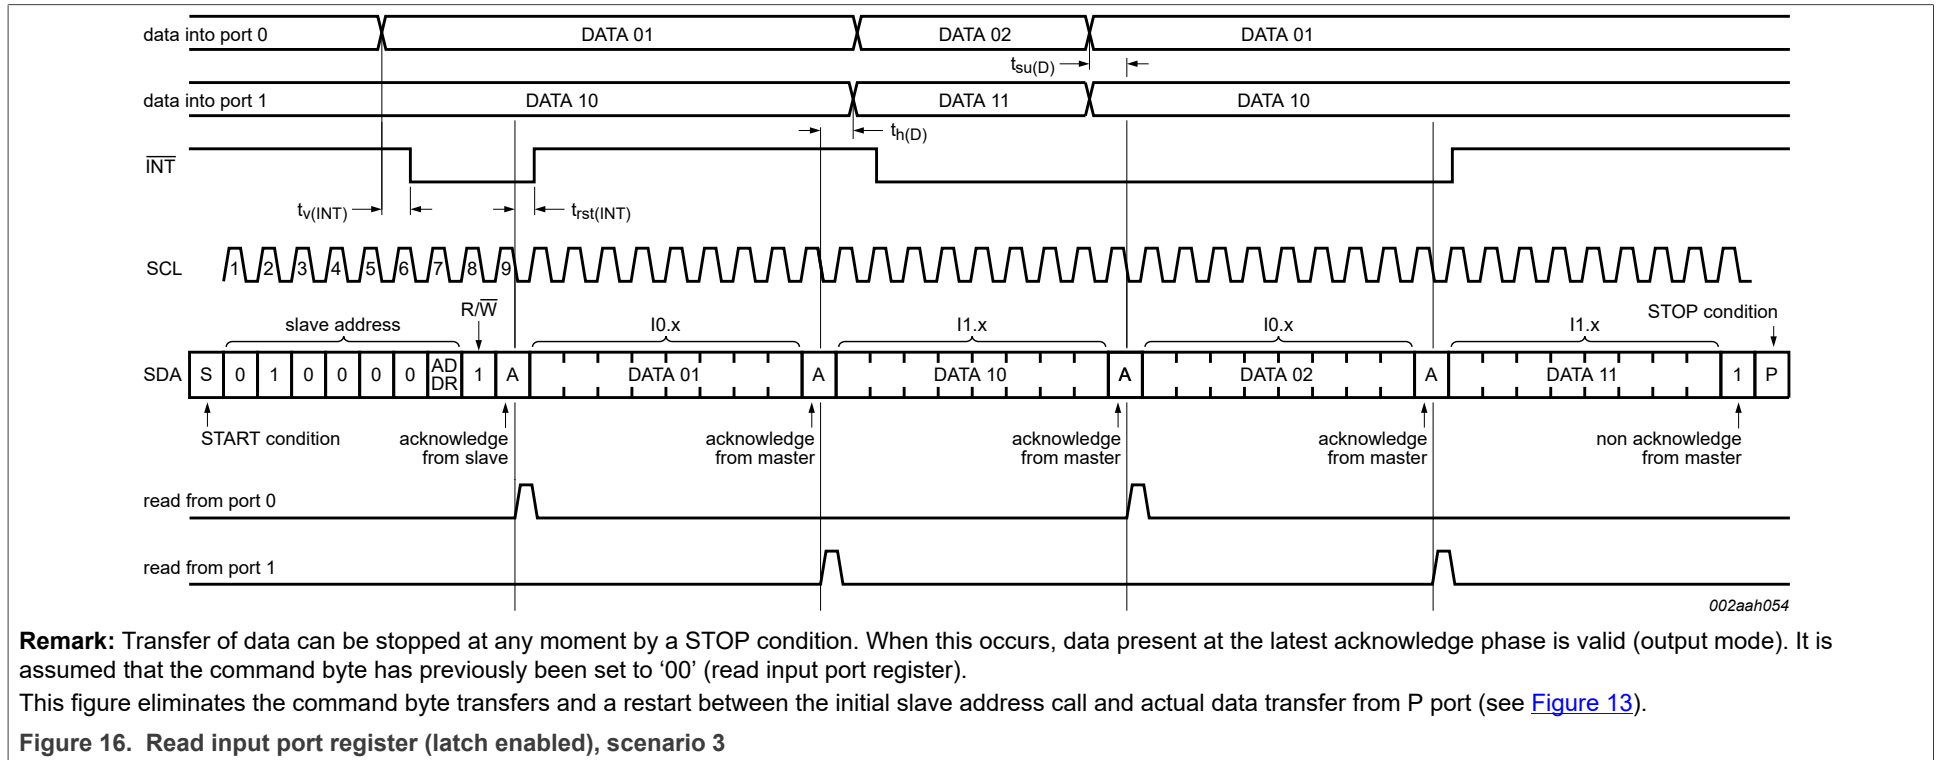 data into port 0
DATA 01
DATA 02
DATA 01
tsu(D)
data into port 1
DATA 10
DATA 11
DATA 10
th(D)
INT
tv(INT)
trst(INT)
SCL
1 2 3 4 5 6 7 8 9
R/W
STOP condition
slave address
I0.x
I1.x
I0.x
I1.x
SDA S 0 1 0 0 0 0 AD DR 1 A DATA 01 A DATA 10 A DATA 02 A DATA 11 1 P
START condition
acknowledge
from slave
acknowledge
from master
acknowledge
from master
acknowledge
from master
non acknowledge
from master
read from port 0
read from port 1
002aah054
Remark: Transfer of data can be stopped at any moment by a STOP condition. When this occurs, data present at the latest acknowledge phase is valid (output mode). It is
assumed that the command byte has previously been set to ‘00’ (read input port register).
This figure eliminates the command byte transfers and a restart between the initial slave address call and actual data transfer from P port (see Figure 13).
Figure 16. Read input port register (latch enabled), scenario 3